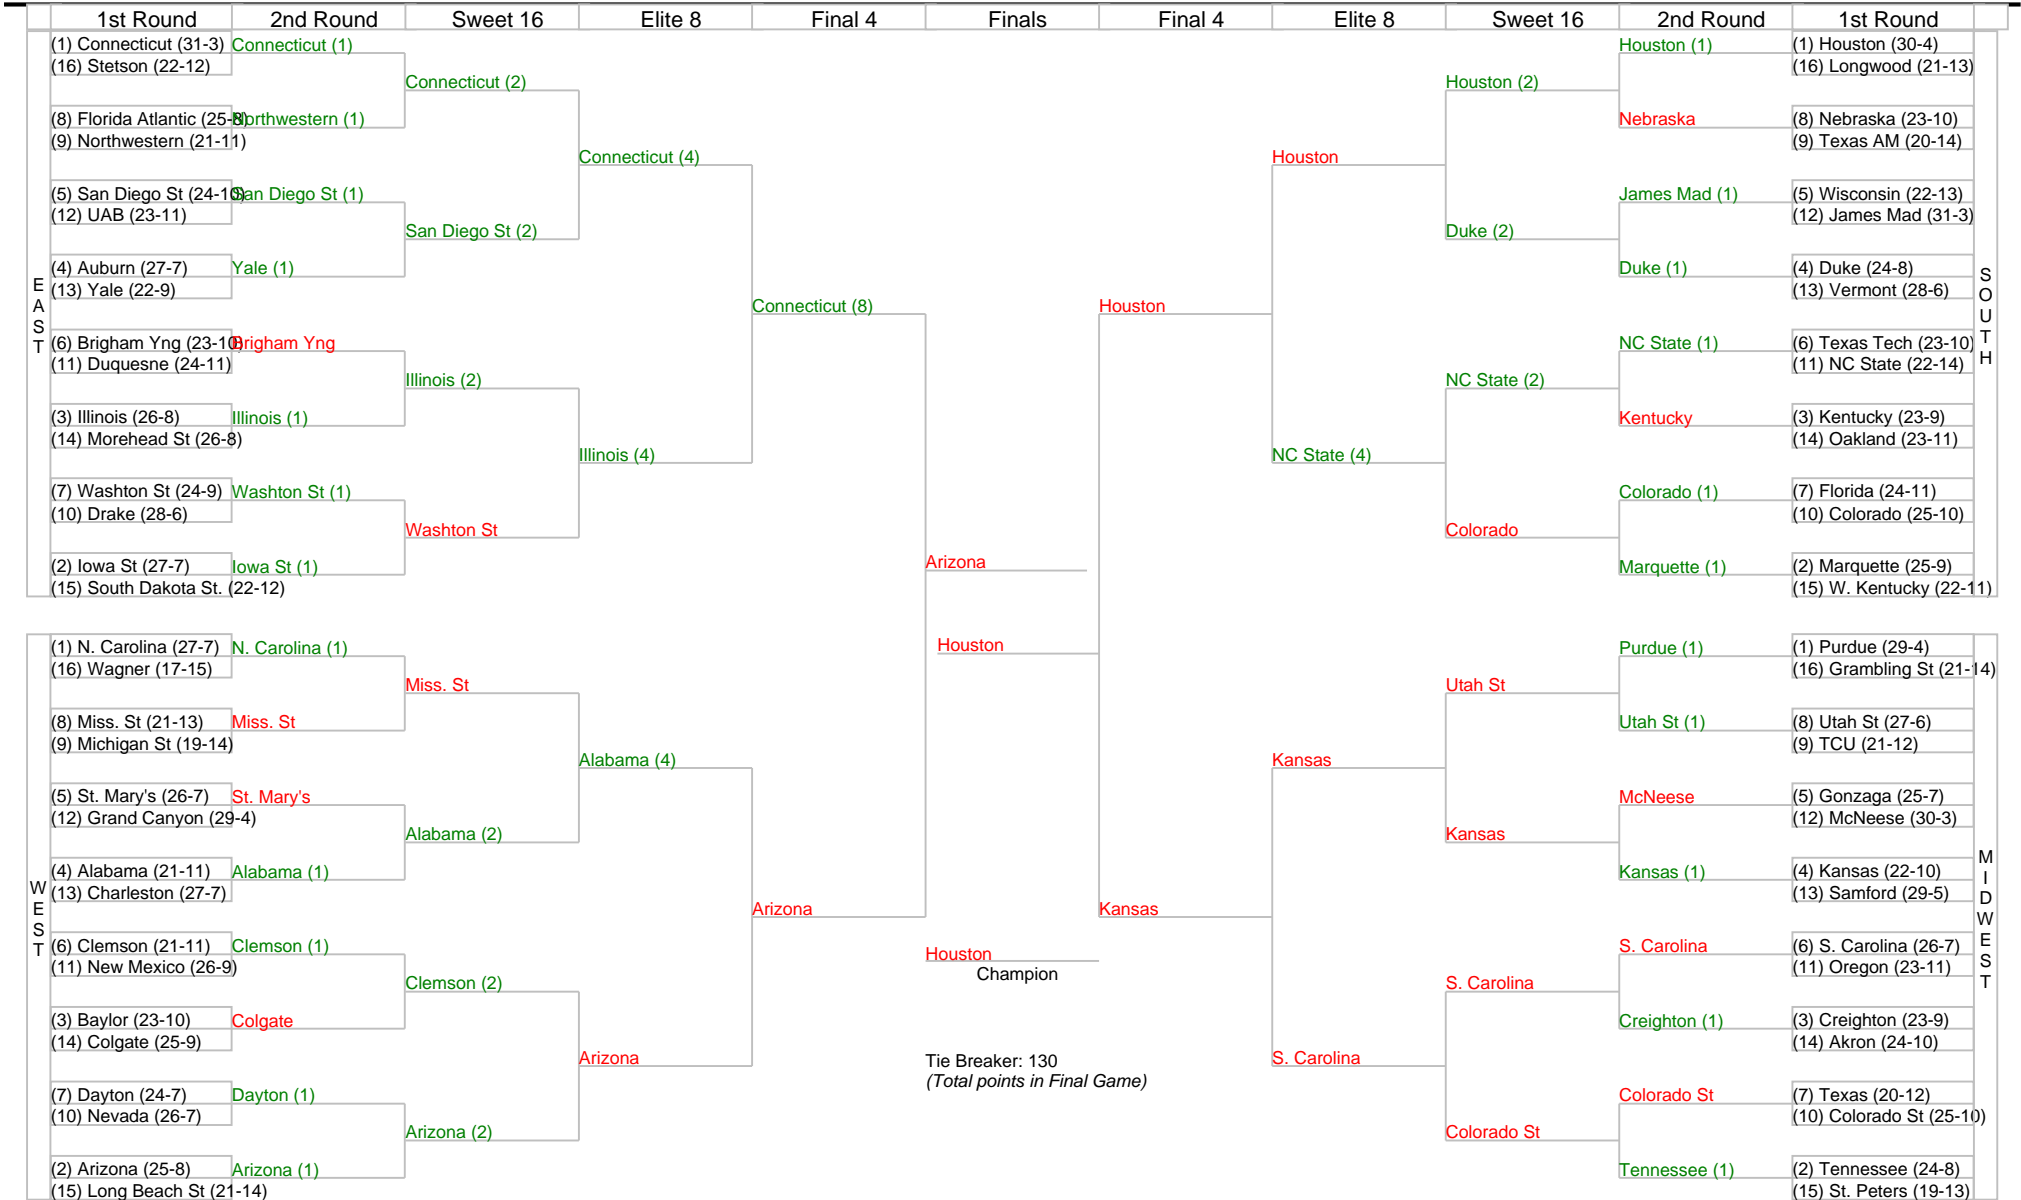 1st Round
2nd Round
Sweet 16
Elite 8
Final 4
Finals
Final 4
Elite 8
Sweet 16
2nd Round
1st Round
EAST
(1) Connecticut (31-3)
(16) Stetson (22-12)
(8) Florida Atlantic (25-8)
(9) Northwestern (21-11)
(5) San Diego St (24-10)
(12) UAB (23-11)
(4) Auburn (27-7)
(13) Yale (22-9)
(6) Brigham Yng (23-10)
(11) Duquesne (24-11)
(3) Illinois (26-8)
(14) Morehead St (26-8)
(7) Washton St (24-9)
(10) Drake (28-6)
(2) Iowa St (27-7)
(15) South Dakota St. (22-12)
Connecticut (1)
Northwestern (1)
San Diego St (1)
Yale (1)
Brigham Yng
Illinois (1)
Washton St (1)
Iowa St (1)
Connecticut (2)
San Diego St (2)
Illinois (2)
Washton St
Connecticut (4)
Illinois (4)
Connecticut (8)
WEST
(1) N. Carolina (27-7)
(16) Wagner (17-15)
(8) Miss. St (21-13)
(9) Michigan St (19-14)
(5) St. Mary's (26-7)
(12) Grand Canyon (29-4)
(4) Alabama (21-11)
(13) Charleston (27-7)
(6) Clemson (21-11)
(11) New Mexico (26-9)
(3) Baylor (23-10)
(14) Colgate (25-9)
(7) Dayton (24-7)
(10) Nevada (26-7)
(2) Arizona (25-8)
(15) Long Beach St (21-14)
N. Carolina (1)
Miss. St
St. Mary's
Alabama (1)
Clemson (1)
Colgate
Dayton (1)
Arizona (1)
Miss. St
Alabama (2)
Clemson (2)
Arizona (2)
Alabama (4)
Arizona
Arizona
Arizona
Houston
Houston
Champion
Tie Breaker: 130
(Total points in Final Game)
Houston
Kansas
Houston
NC State (4)
Houston (2)
Duke (2)
NC State (2)
Colorado
Houston (1)
Nebraska
James Mad (1)
Duke (1)
NC State (1)
Kentucky
Colorado (1)
Marquette (1)
(1) Houston (30-4)
(16) Longwood (21-13)
(8) Nebraska (23-10)
(9) Texas AM (20-14)
(5) Wisconsin (22-13)
(12) James Mad (31-3)
(4) Duke (24-8)
(13) Vermont (28-6)
(6) Texas Tech (23-10)
(11) NC State (22-14)
(3) Kentucky (23-9)
(14) Oakland (23-11)
(7) Florida (24-11)
(10) Colorado (25-10)
(2) Marquette (25-9)
(15) W. Kentucky (22-11)
SOUTH
Kansas
S. Carolina
Utah St
Kansas
S. Carolina
Colorado St
Purdue (1)
Utah St (1)
McNeese
Kansas (1)
S. Carolina
Creighton (1)
Colorado St
Tennessee (1)
(1) Purdue (29-4)
(16) Grambling St (21-14)
(8) Utah St (27-6)
(9) TCU (21-12)
(5) Gonzaga (25-7)
(12) McNeese (30-3)
(4) Kansas (22-10)
(13) Samford (29-5)
(6) S. Carolina (26-7)
(11) Oregon (23-11)
(3) Creighton (23-9)
(14) Akron (24-10)
(7) Texas (20-12)
(10) Colorado St (25-10)
(2) Tennessee (24-8)
(15) St. Peters (19-13)
MIDWEST